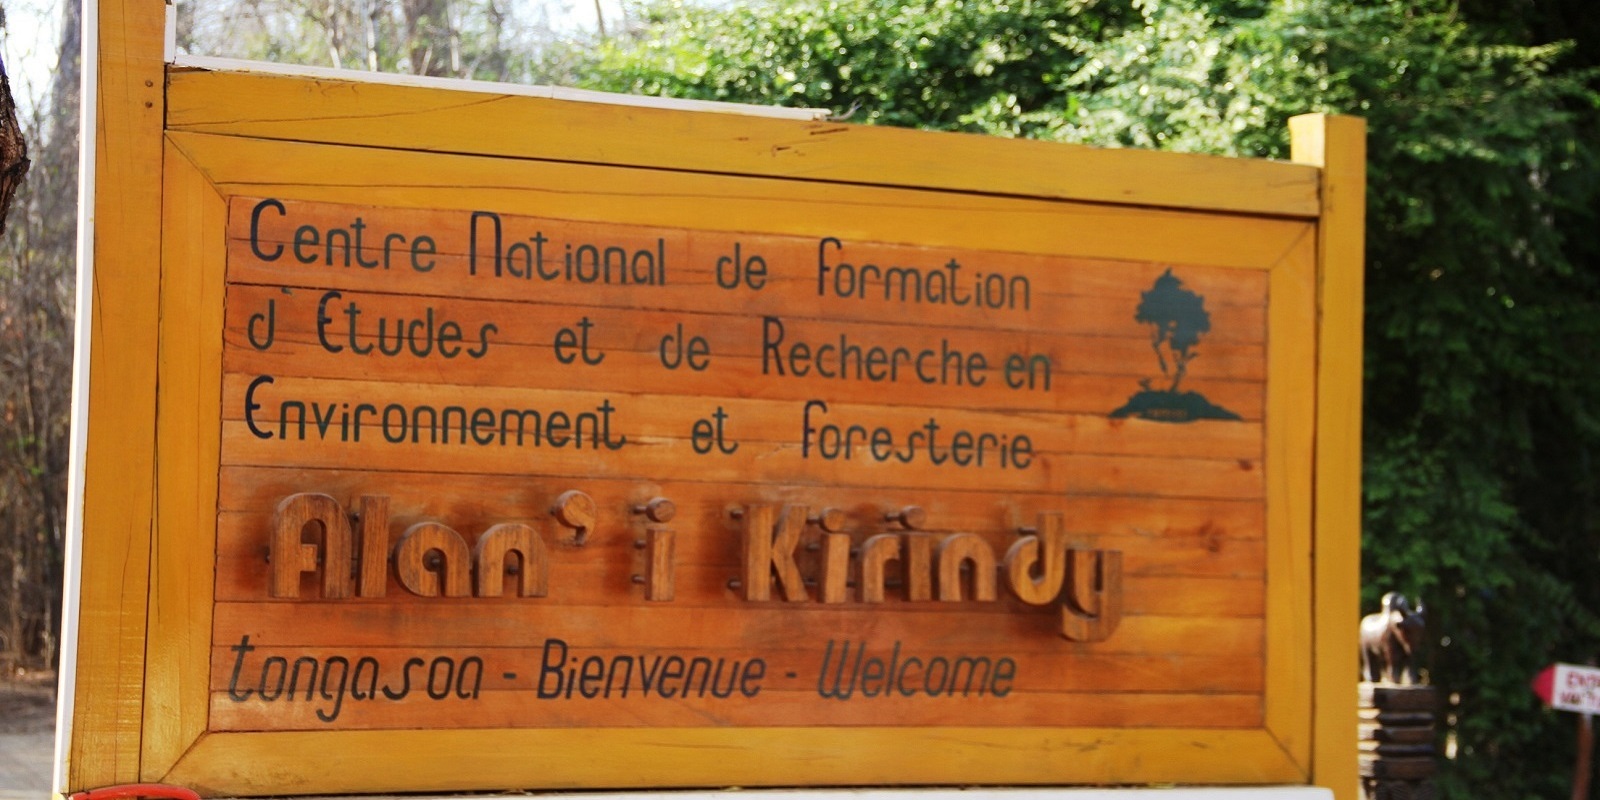 Centre National de formation
d'Etudes et de Recherche en
Environnement et foresterie
Alan' i Kirindy
tongasoa - Bienvenue - Welcome